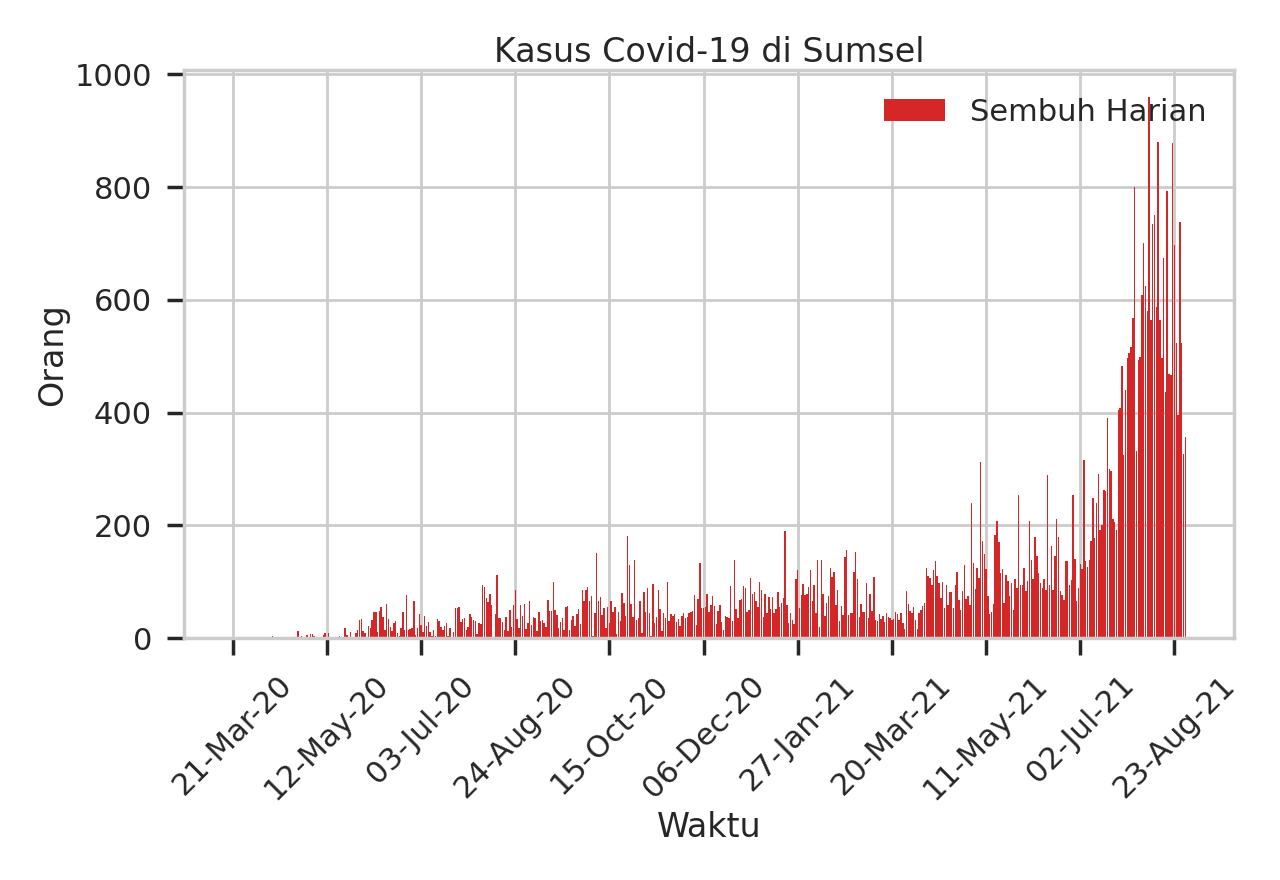 Kasus Covid-19 di Sumsel
Sembuh Harian
Orang
1000
800
600
400
200
0
21-Mar-20
12-May-20
03-Jul-20
24-Aug-20
15-Oct-20
06-Dec-20
27-Jan-21
20-Mar-21
11-May-21
02-Jul-21
23-Aug-21
Waktu